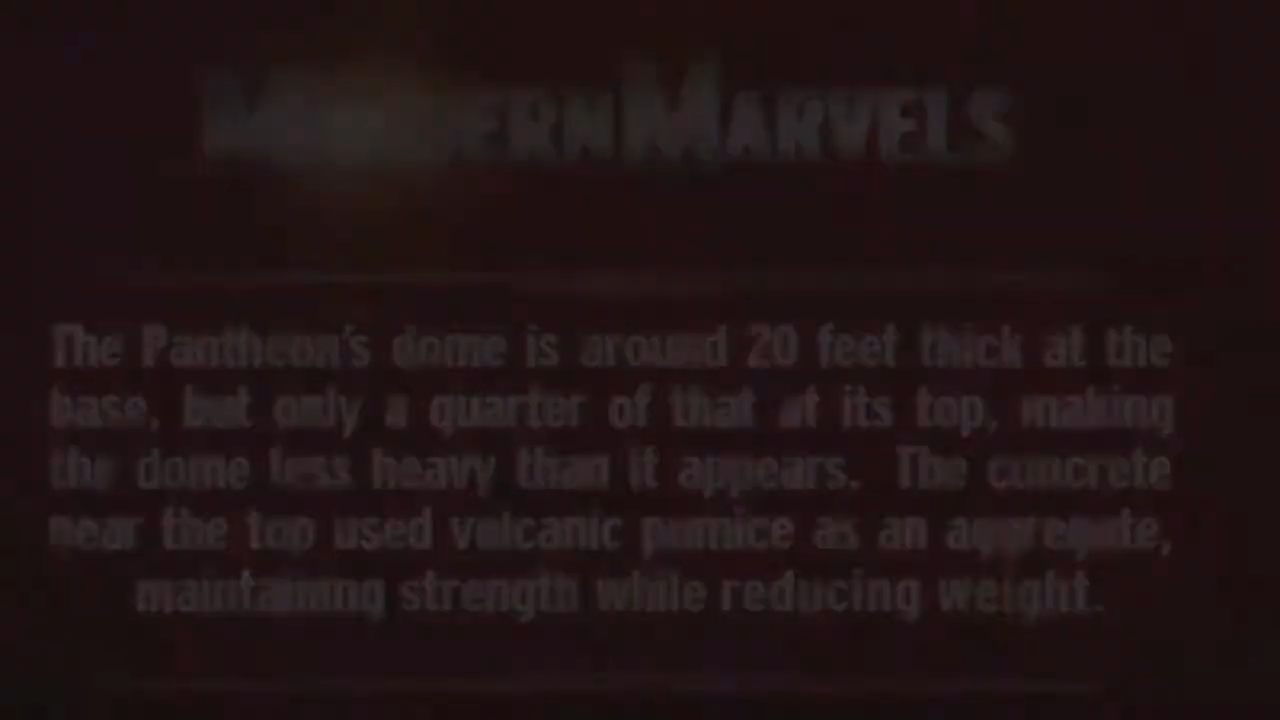 Modern Marvels
The Pantheon's dome is around 20 feet thick at the
base, but only a quarter of that at its top, making
the dome less heavy than it appears. The concrete
near the top used volcanic pumice as an aggregate,
maintaining strength while reducing weight.